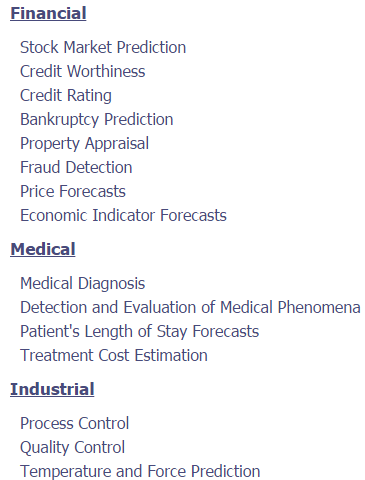 Financial
Stock Market Prediction
Credit Worthiness
Credit Rating
Bankruptcy Prediction
Property Appraisal
Fraud Detection
Price Forecasts
Economic Indicator Forecasts
Medical
Medical Diagnosis
Detection and Evaluation of Medical Phenomena
Patient's Length of Stay Forecasts
Treatment Cost Estimation
Industrial
Process Control
Quality Control
Temperature and Force Prediction